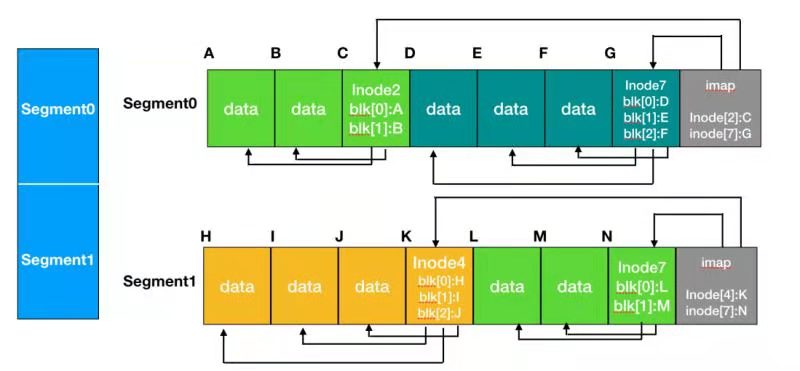 Segment0
Segment1
A B C D E F G
Segment0
data
data
Inode2
blk[0]:A
blk[1]:B
data
data
data
Inode7
blk[0]:D
blk[1]:E
blk[2]:F
imap
Inode[2]:C
inode[7]:G
H I J K L M N
Segment1
data
data
data
Inode4
blk[0]:H
blk[1]:I
blk[2]:J
data
data
Inode7
blk[0]:L
blk[1]:M
imap
Inode[4]:K
inode[7]:N